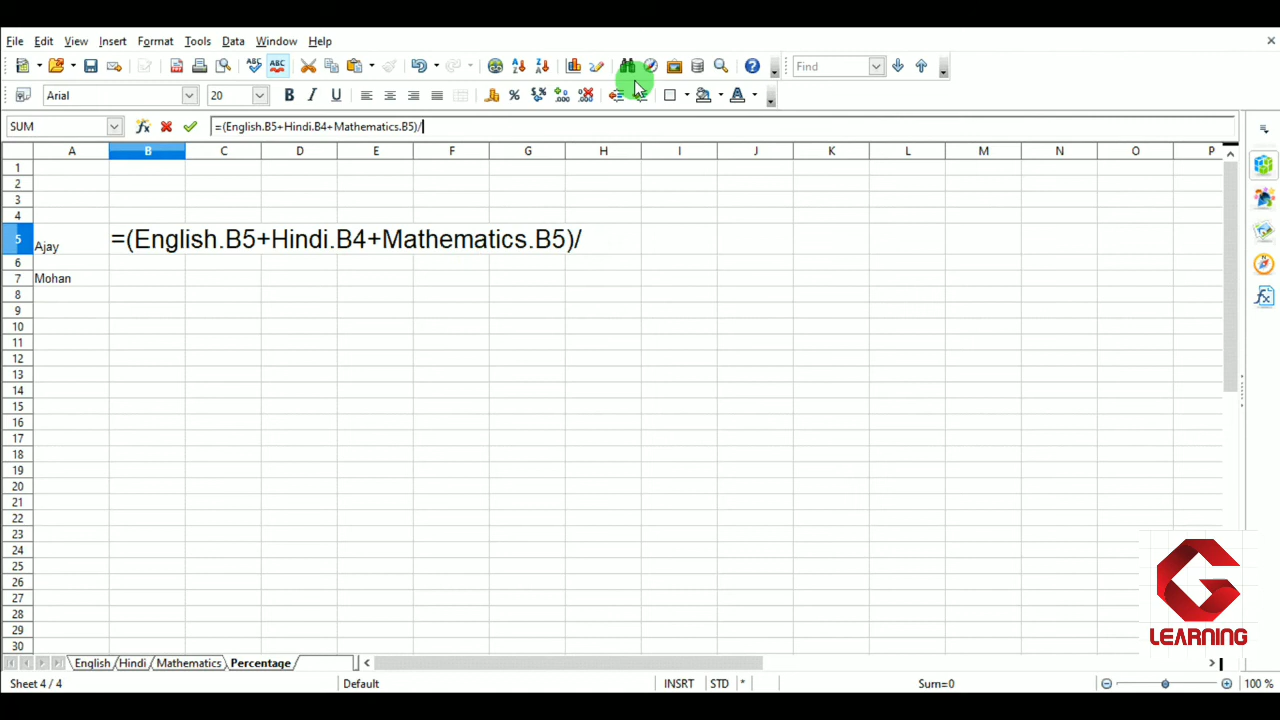 File Edit View Insert Format Tools Data Window Help
ABC ABC Find
Arial 20 B I U % 
SUM =(English.B5+Hindi.B4+Mathematics.B5)/
A B C D E F G H I J K L M N O P
1
2
3
4
5 Ajay =(English.B5+Hindi.B4+Mathematics.B5)/
6
7 Mohan
8
9
10
11
12
13
14
15
16
17
18
19
20
21
22
23
24
25
26
27
28
29
30
LEARNING
English Hindi Mathematics Percentage
Sheet 4 / 4 Default INSRT STD * Sum=0 100 %